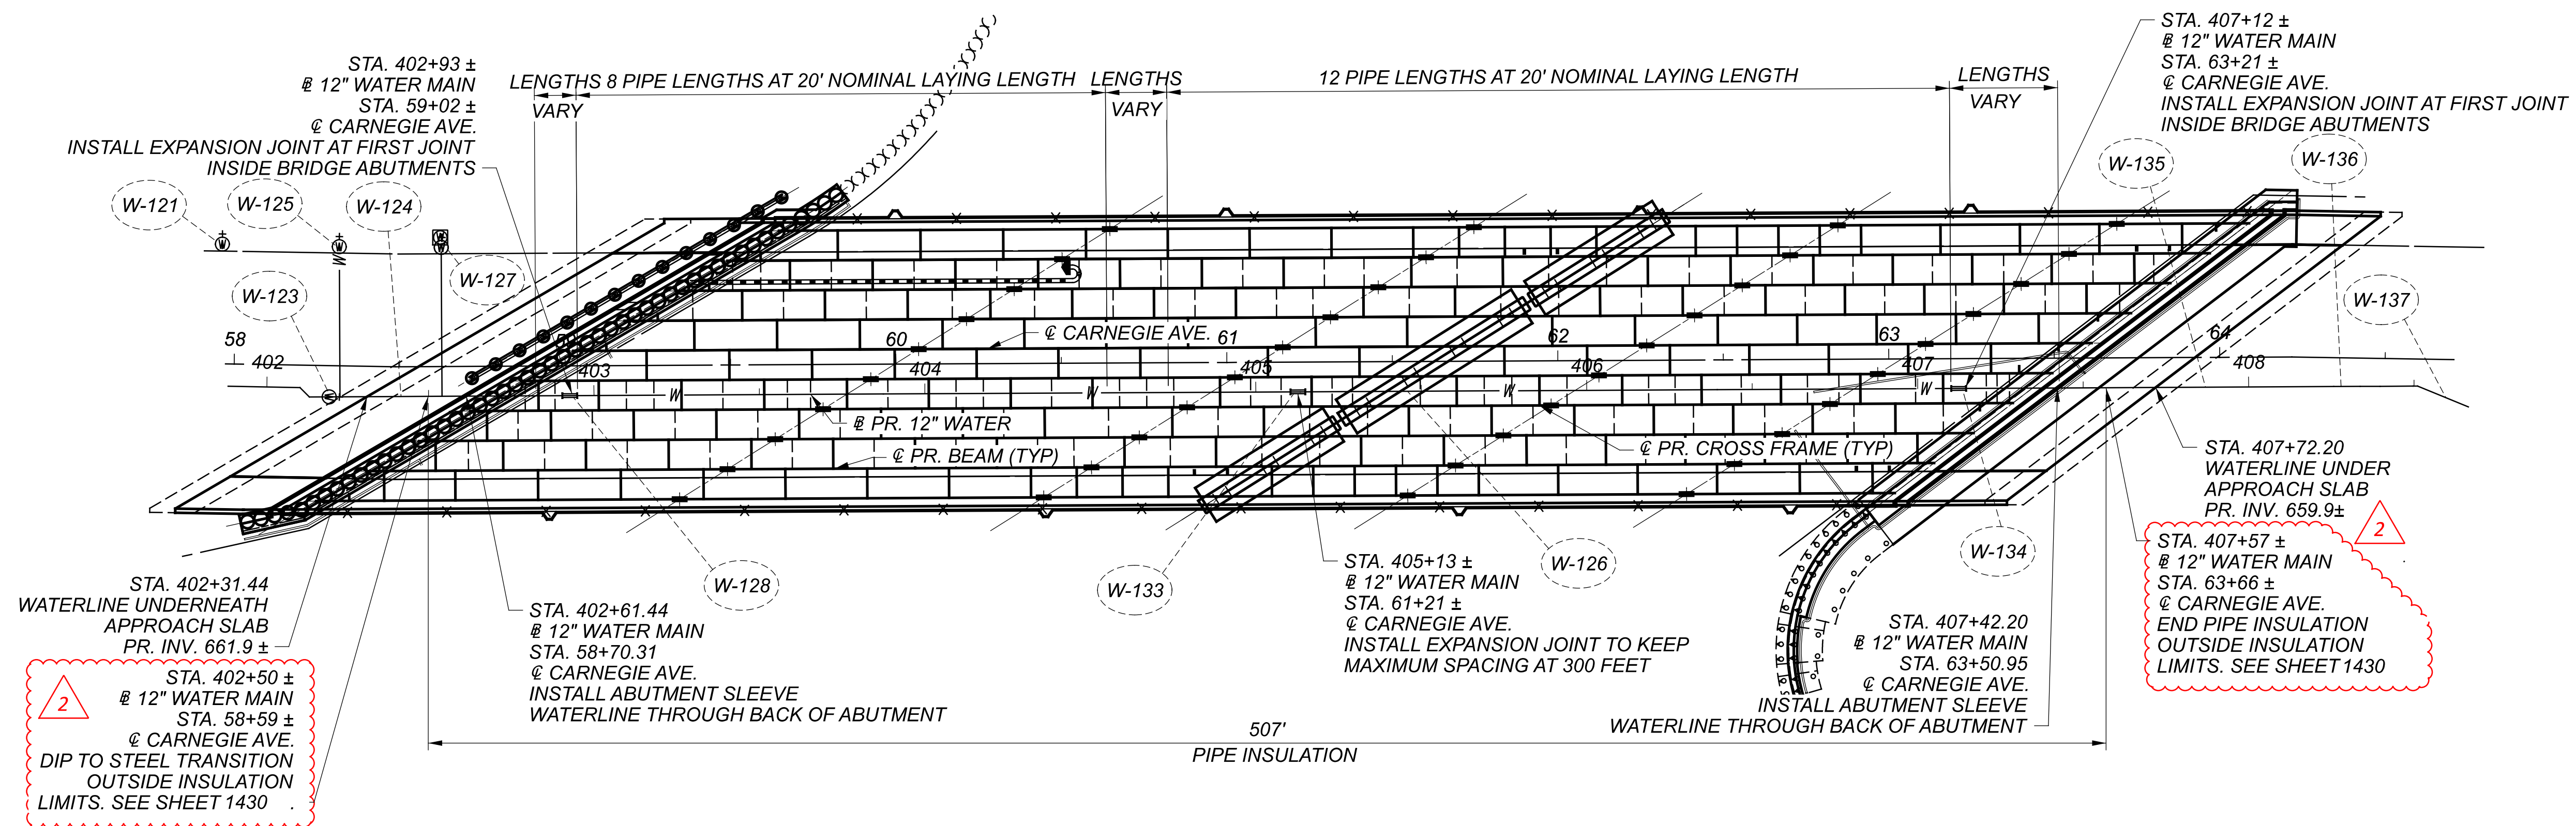 STA. 402+93 ±
⅊ 12" WATER MAIN
STA. 59+02 ±
℄ CARNEGIE AVE.
INSTALL EXPANSION JOINT AT FIRST JOINT
INSIDE BRIDGE ABUTMENTS
LENGTHS
VARY
8 PIPE LENGTHS AT 20' NOMINAL LAYING LENGTH
LENGTHS
VARY
12 PIPE LENGTHS AT 20' NOMINAL LAYING LENGTH
LENGTHS
VARY
STA. 407+12 ±
⅊ 12" WATER MAIN
STA. 63+21 ±
℄ CARNEGIE AVE.
INSTALL EXPANSION JOINT AT FIRST JOINT
INSIDE BRIDGE ABUTMENTS
W-121
W-125
W-124
W-127
W-123
W-135
W-136
W-137
W
W
W
W
W
58
60
61
62
63
64
402
403
404
405
406
407
408
℄ CARNEGIE AVE.
W
W
W
W
⅊ PR. 12" WATER
℄ PR. BEAM (TYP)
℄ PR. CROSS FRAME (TYP)
W-128
W-133
W-126
W-134
STA. 402+31.44
WATERLINE UNDERNEATH
APPROACH SLAB
PR. INV. 661.9 ±
2
STA. 402+50 ±
⅊ 12" WATER MAIN
STA. 58+59 ±
℄ CARNEGIE AVE.
DIP TO STEEL TRANSITION
OUTSIDE INSULATION
LIMITS. SEE SHEET 1430 .
STA. 402+61.44
⅊ 12" WATER MAIN
STA. 58+70.31
℄ CARNEGIE AVE.
INSTALL ABUTMENT SLEEVE
WATERLINE THROUGH BACK OF ABUTMENT
STA. 405+13 ±
⅊ 12" WATER MAIN
STA. 61+21 ±
℄ CARNEGIE AVE.
INSTALL EXPANSION JOINT TO KEEP
MAXIMUM SPACING AT 300 FEET
STA. 407+42.20
⅊ 12" WATER MAIN
STA. 63+50.95
℄ CARNEGIE AVE.
INSTALL ABUTMENT SLEEVE
WATERLINE THROUGH BACK OF ABUTMENT
STA. 407+72.20
WATERLINE UNDER
APPROACH SLAB
PR. INV. 659.9±
2
STA. 407+57 ±
⅊ 12" WATER MAIN
STA. 63+66 ±
℄ CARNEGIE AVE.
END PIPE INSULATION
OUTSIDE INSULATION
LIMITS. SEE SHEET 1430
507'
PIPE INSULATION